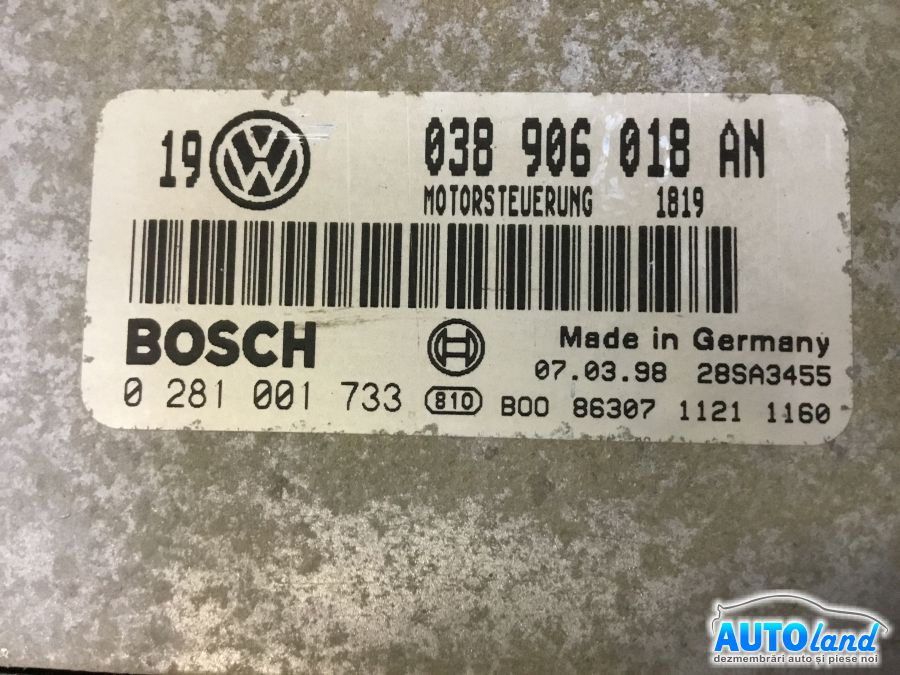 19 038 906 018 AN
MOTORSTEUERUNG 1819
BOSCH
Made in Germany
07.03.98 28SA3455
0 281 001 733 810 B00 86307 1121 1160
AUTOland
dezmembrări auto și piese noi